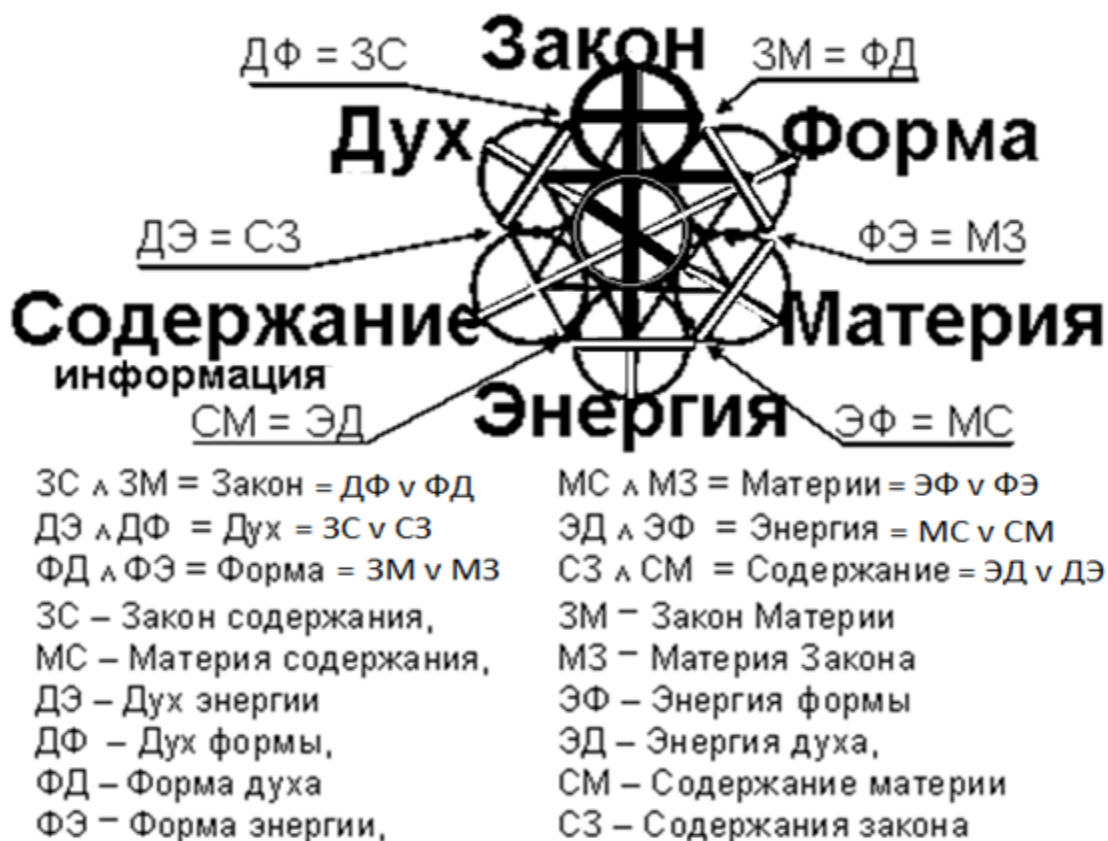 Закон
ДФ = ЗС
ЗМ = ФД
Дух
Форма
ДЭ = СЗ
ФЭ = МЗ
Содержание
Материя
информация
Энергия
СМ = ЭД
ЭФ = МС
ЗС ∧ ЗМ = Закон = ДФ v ФД
МС ∧ МЗ = Материи = ЭФ v ФЭ
ДЭ ∧ ДФ = Дух = ЗС v СЗ
ЭД ∧ ЭФ = Энергия = МС v СМ
ФД ∧ ФЭ = Форма = ЗМ v МЗ
СЗ ∧ СМ = Содержание = ЭД v ДЭ
ЗС – Закон содержания,
ЗМ – Закон Материи
МС – Материя содержания,
МЗ – Материя Закона
ДЭ – Дух энергии
ЭФ – Энергия формы
ДФ – Дух формы,
ЭД – Энергия духа,
ФД – Форма духа
СМ – Содержание материи
ФЭ – Форма энергии,
СЗ – Содержания закона